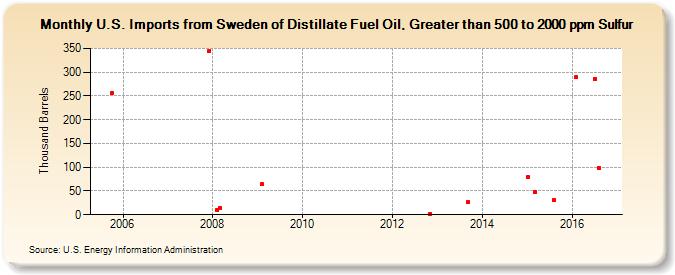 Monthly U.S. Imports from Sweden of Distillate Fuel Oil, Greater than 500 to 2000 ppm Sulfur
Thousand Barrels
350
300
250
200
150
100
50
0
2006 2008 2010 2012 2014 2016
Source: U.S. Energy Information Administration